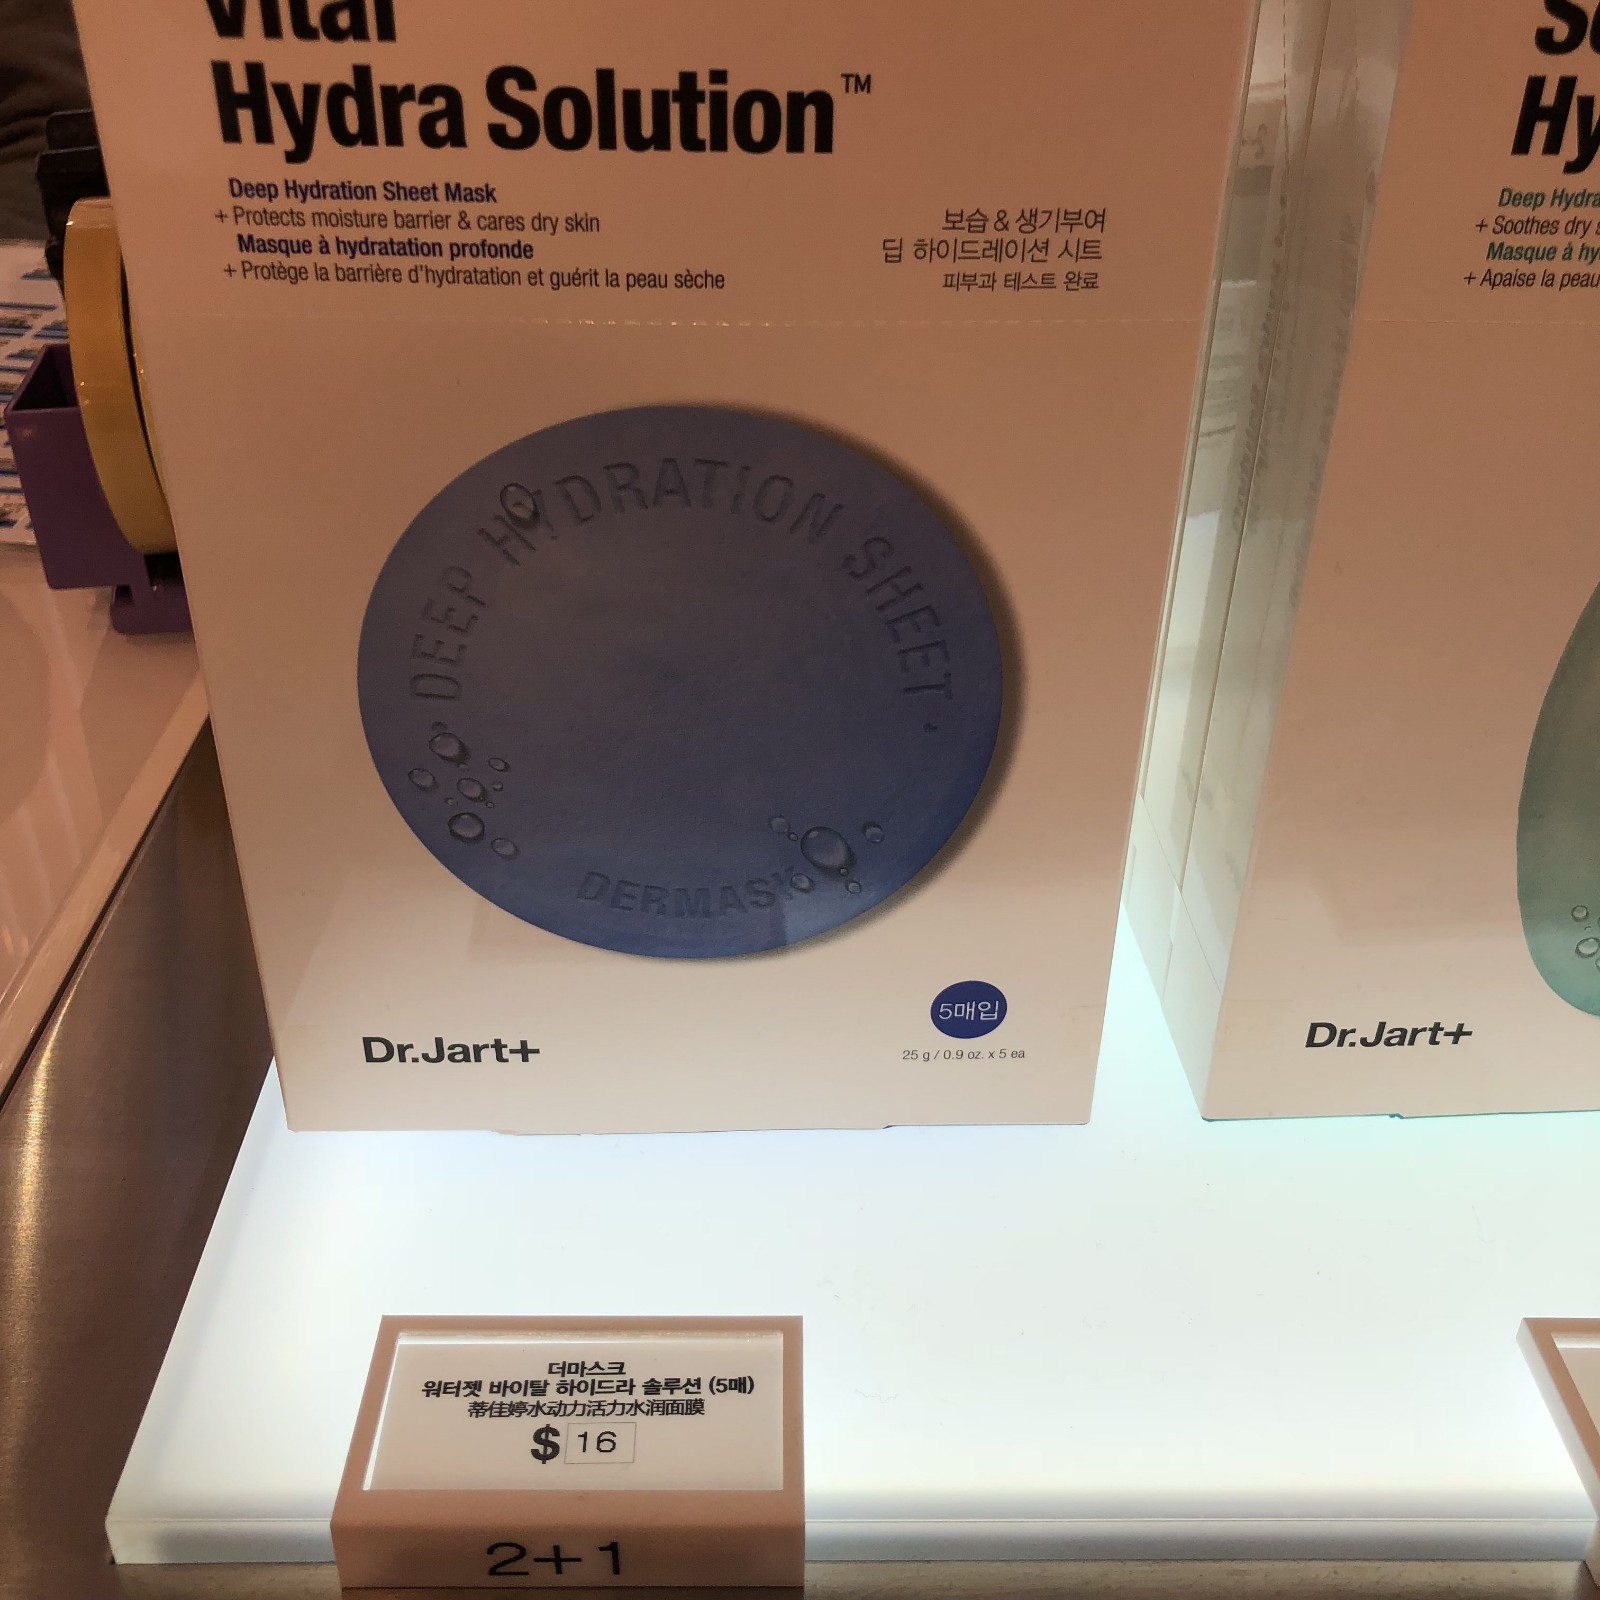 Vital
Hydra Solution™
Deep Hydration Sheet Mask
+ Protects moisture barrier & cares dry skin
Masque à hydratation profonde
+ Protège la barrière d'hydratation et guérit la peau sèche
보습 & 생기부여
딥 하이드레이션 시트
피부과 테스트 완료
· DEEP HYDRATION SHEET ·
DERMASK
5매입
25 g / 0.9 oz. x 5 ea
Dr.Jart+
Hy
Deep Hydra
+ Soothes dry s
Masque à hy
+ Apaise la peau
Dr.Jart+
더마스크
워터젯 바이탈 하이드라 솔루션 (5매)
蒂佳婷水动力活力水润面膜
$ 16
2+1